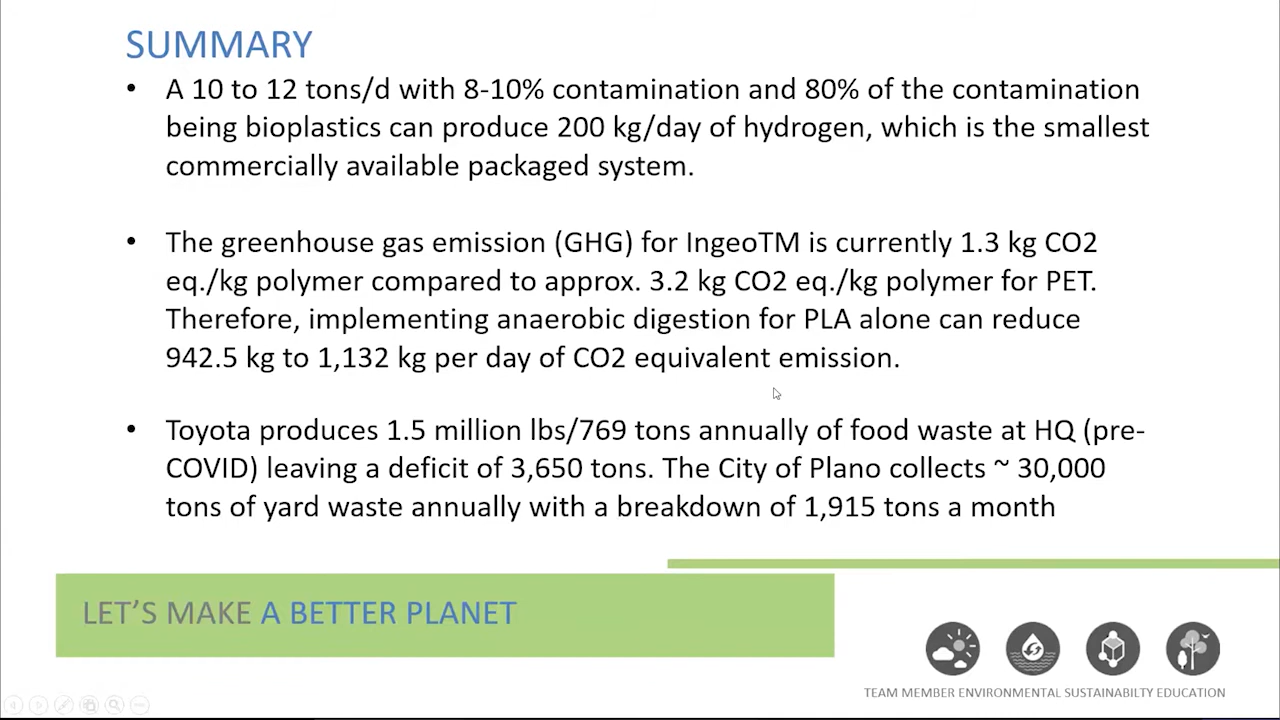 SUMMARY
• A 10 to 12 tons/d with 8-10% contamination and 80% of the contamination
being bioplastics can produce 200 kg/day of hydrogen, which is the smallest
commercially available packaged system.
• The greenhouse gas emission (GHG) for IngeoTM is currently 1.3 kg CO2
eq./kg polymer compared to approx. 3.2 kg CO2 eq./kg polymer for PET.
Therefore, implementing anaerobic digestion for PLA alone can reduce
942.5 kg to 1,132 kg per day of CO2 equivalent emission.
• Toyota produces 1.5 million lbs/769 tons annually of food waste at HQ (pre-
COVID) leaving a deficit of 3,650 tons. The City of Plano collects ~ 30,000
tons of yard waste annually with a breakdown of 1,915 tons a month
LET’S MAKE A BETTER PLANET
TEAM MEMBER ENVIRONMENTAL SUSTAINABILTY EDUCATION